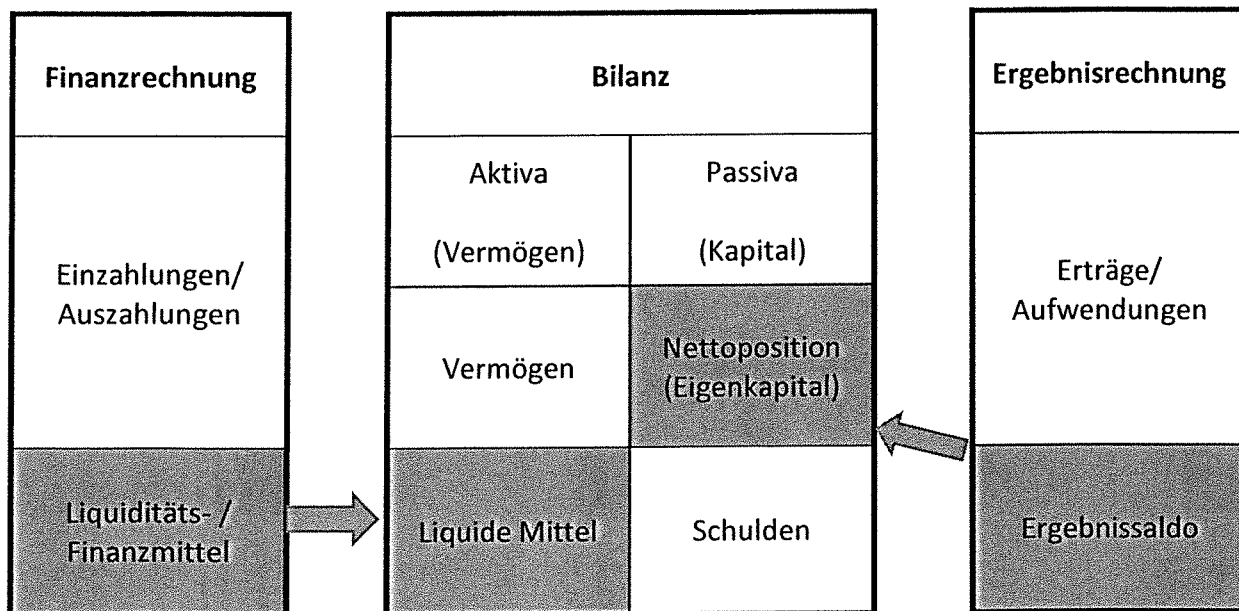 Finanzrechnung
Einzahlungen/
Auszahlungen
Liquiditäts- /
Finanzmittel
Bilanz
Aktiva
(Vermögen)
Passiva
(Kapital)
Vermögen
Nettoposition
(Eigenkapital)
Liquide Mittel
Schulden
Ergebnisrechnung
Erträge/
Aufwendungen
Ergebnissaldo